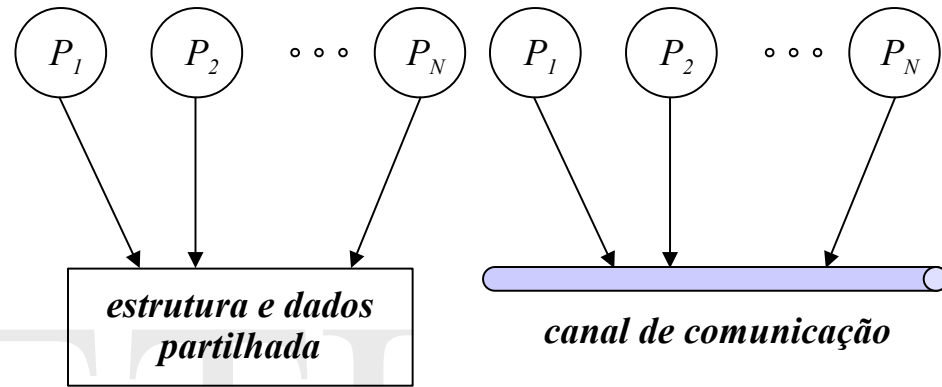 P1 P2 PN P1 P2 PN
estrutura e dados
partilhada
canal de comunicação